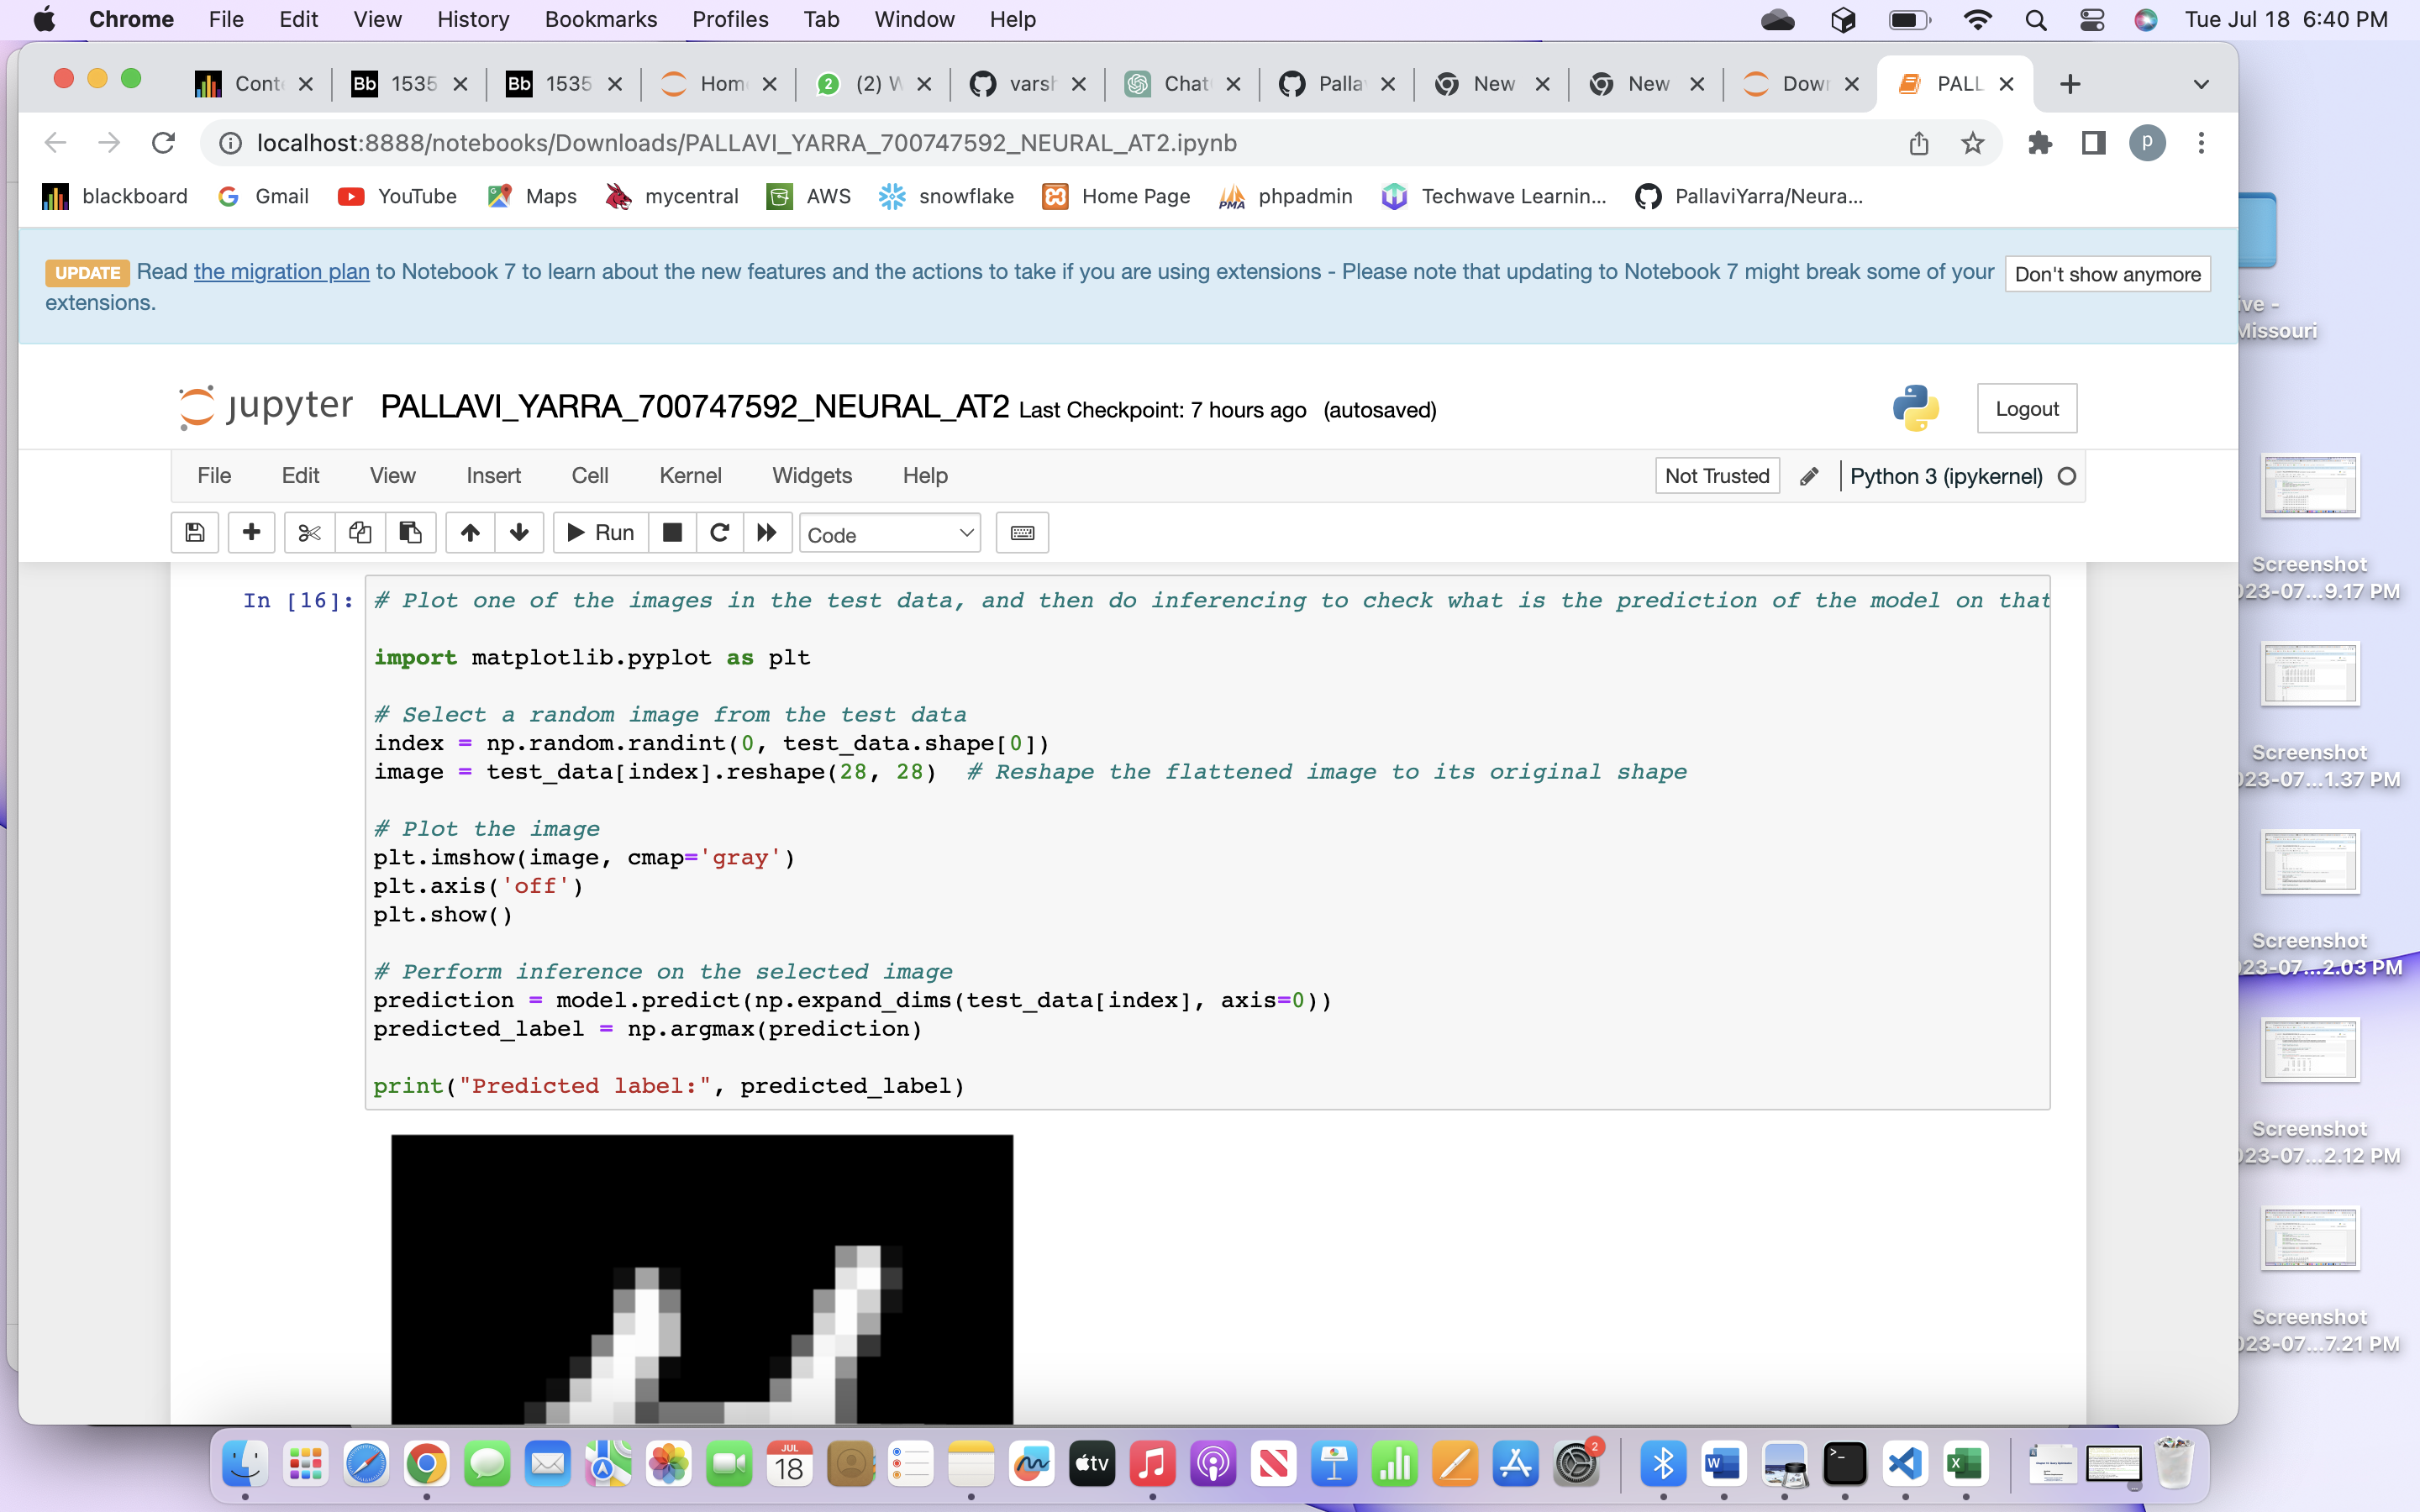 Chrome File Edit View History Bookmarks Profiles Tab Window Help Tue Jul 18 6:40 PM
Cont Bb 1535 Bb 1535 Hom 2 (2) W varsh Chat Palla New New Dow PALL
localhost:8888/notebooks/Downloads/PALLAVI_YARRA_700747592_NEURAL_AT2.ipynb p
blackboard Gmail YouTube Maps mycentral AWS snowflake Home Page PMA phpadmin Techwave Learnin... PallaviYarra/Neura...
UPDATE Read the migration plan to Notebook 7 to learn about the new features and the actions to take if you are using extensions - Please note that updating to Notebook 7 might break some of your
extensions.
Don't show anymore
ive -
Missouri
jupyter PALLAVI_YARRA_700747592_NEURAL_AT2 Last Checkpoint: 7 hours ago (autosaved) Logout
File Edit View Insert Cell Kernel Widgets Help Not Trusted Python 3 (ipykernel)
Run Code
In [16]:
# Plot one of the images in the test data, and then do inferencing to check what is the prediction of the model on that
import matplotlib.pyplot as plt
# Select a random image from the test data
index = np.random.randint(0, test_data.shape[0])
image = test_data[index].reshape(28, 28)  # Reshape the flattened image to its original shape
# Plot the image
plt.imshow(image, cmap='gray')
plt.axis('off')
plt.show()
# Perform inference on the selected image
prediction = model.predict(np.expand_dims(test_data[index], axis=0))
predicted_label = np.argmax(prediction)
print("Predicted label:", predicted_label)
Screenshot
023-07...9.17 PM
Screenshot
023-07...1.37 PM
Screenshot
023-07...2.03 PM
Screenshot
023-07...2.12 PM
Screenshot
023-07...7.21 PM
JUL
18
tv
2
W
X